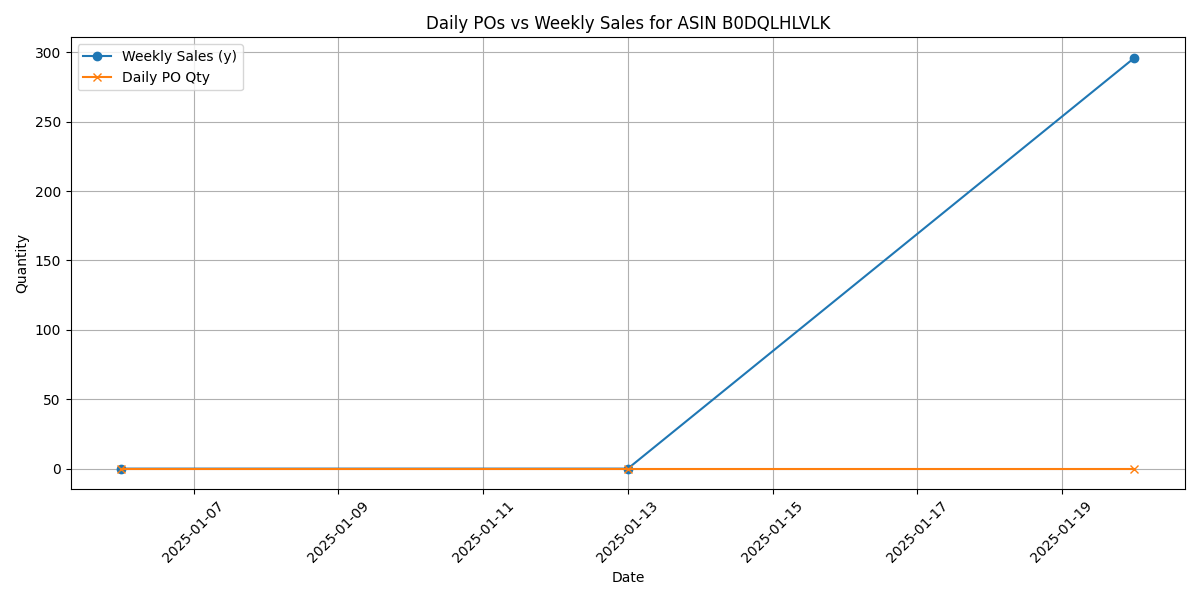 Daily POs vs Weekly Sales for ASIN B0DQLHLVLK
Weekly Sales (y)
Daily PO Qty
300
250
200
150
100
50
0
Quantity
2025-01-07
2025-01-09
2025-01-11
2025-01-13
2025-01-15
2025-01-17
2025-01-19
Date